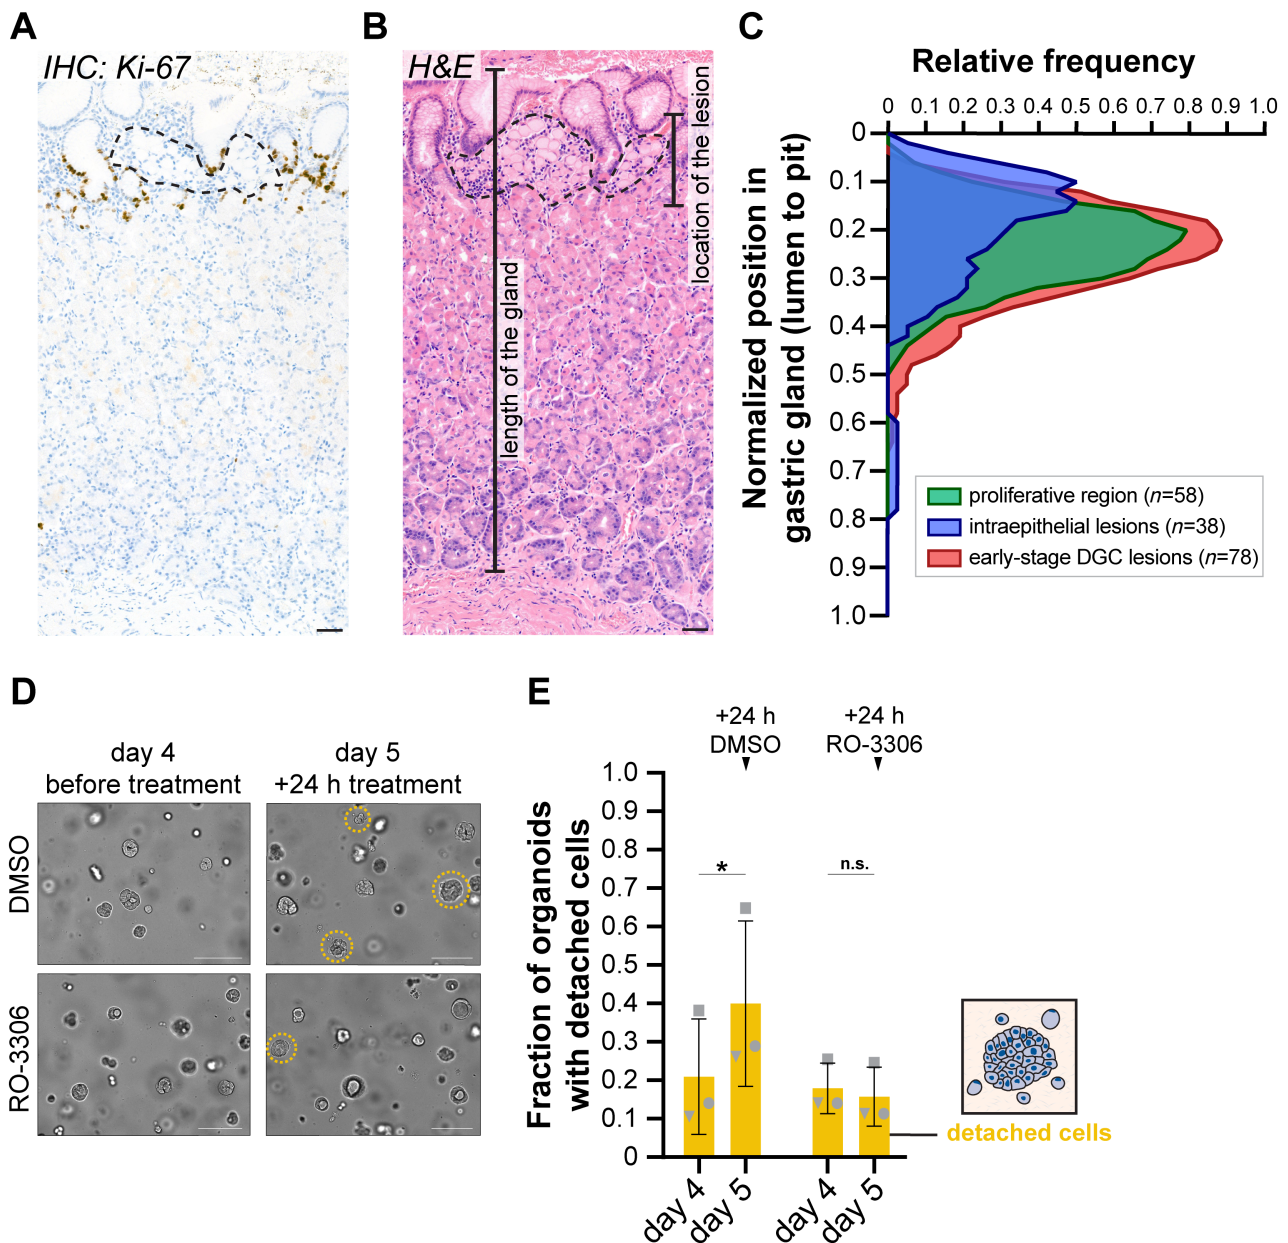 A
IHC: Ki-67
B
H&E
length of the gland
location of the lesion
C
Relative frequency
0 0.1 0.2 0.3 0.4 0.5 0.6 0.7 0.8 0.9 1.0
Normalized position in
gastric gland (lumen to pit)
0
0.1
0.2
0.3
0.4
0.5
0.6
0.7
0.8
0.9
1.0
proliferative region (n=58)
intraepithelial lesions (n=38)
early-stage DGC lesions (n=78)
D
day 4
before treatment
day 5
+24 h treatment
DMSO
RO-3306
E
+24 h
DMSO
+24 h
RO-3306
Fraction of organoids
with detached cells
1.0
0.9
0.8
0.7
0.6
0.5
0.4
0.3
0.2
0.1
0
*
n.s.
day 4
day 5
day 4
day 5
detached cells